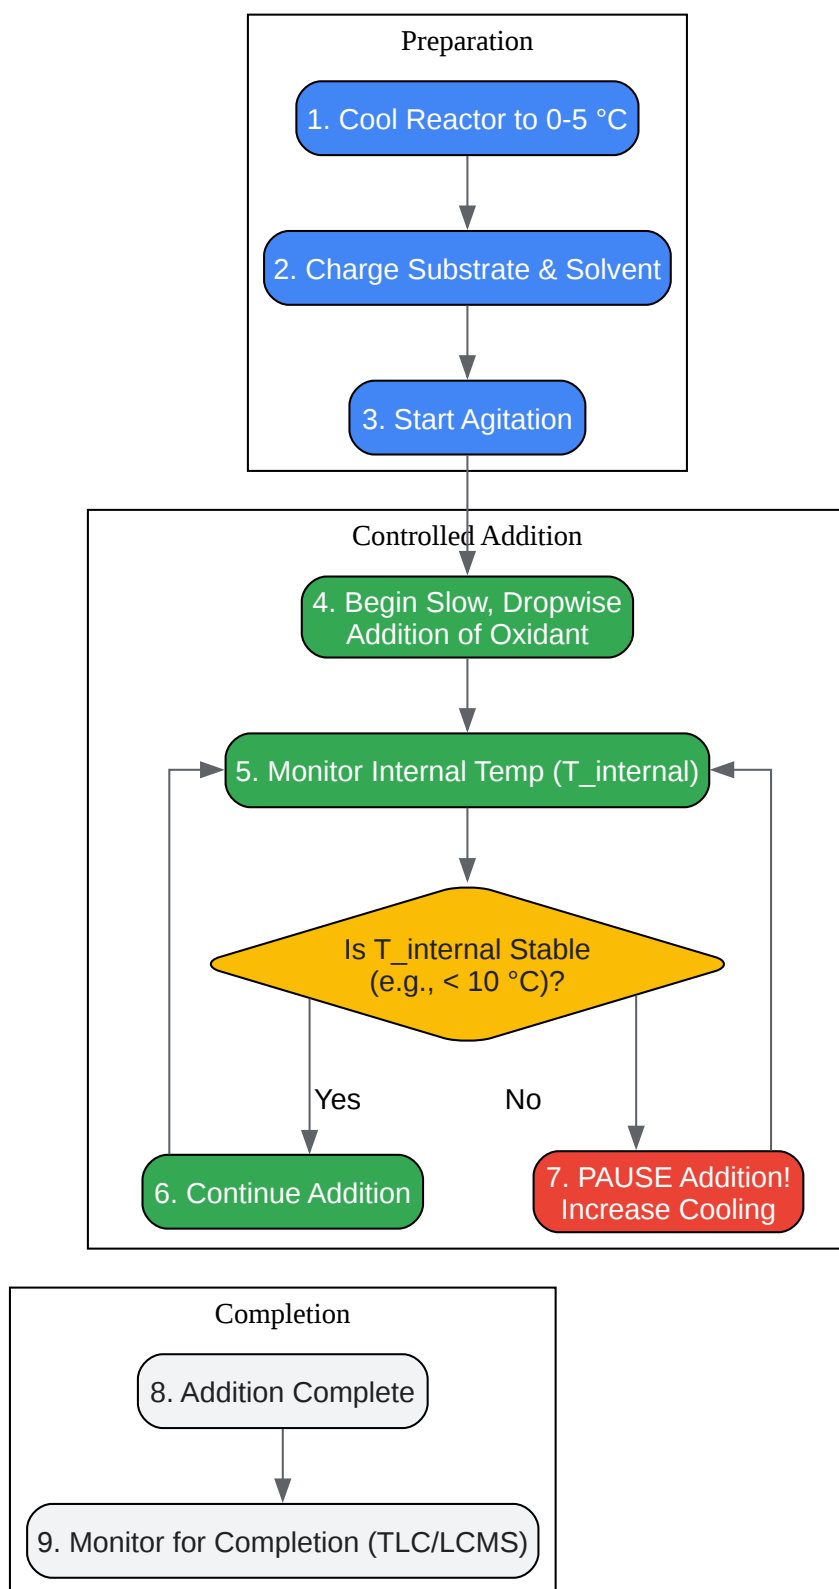 Preparation
1. Cool Reactor to 0-5 °C
2. Charge Substrate & Solvent
3. Start Agitation
Controlled Addition
4. Begin Slow, Dropwise
Addition of Oxidant
5. Monitor Internal Temp (T_internal)
Is T_internal Stable
(e.g., < 10 °C)?
Yes
No
6. Continue Addition
7. PAUSE Addition!
Increase Cooling
Completion
8. Addition Complete
9. Monitor for Completion (TLC/LCMS)